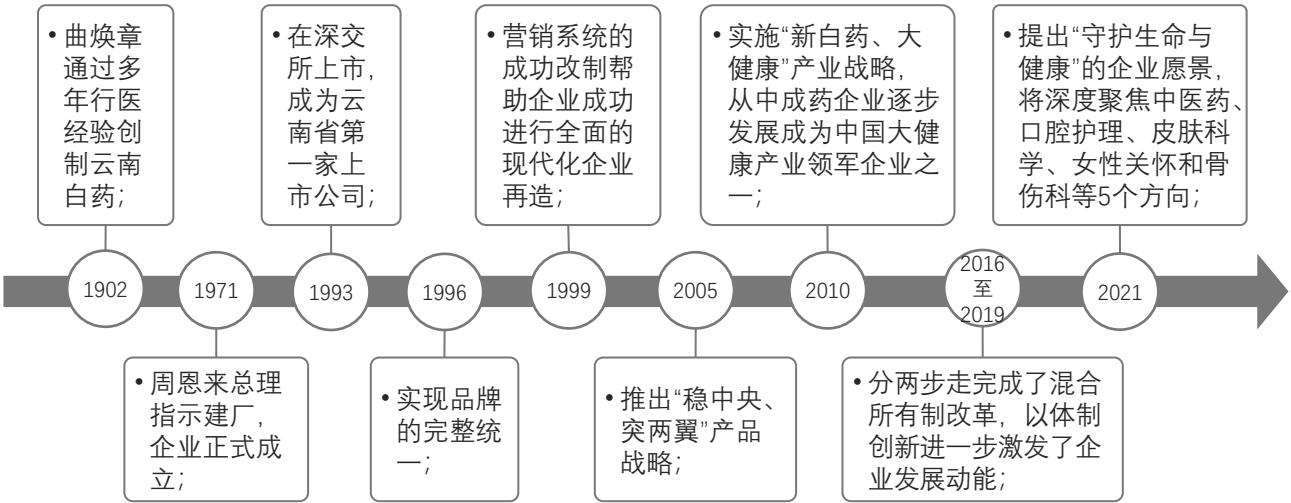 • 曲焕章
通过多
年行医
经验创
制云南
白药;
• 在深交
所上市,
成为云
南省第
一家上
市公司;
• 营销系统的
成功改制帮
助企业成功
进行全面的
现代化企业
再造;
• 实施“新白药、大
健康”产业战略,
从中成药企业逐步
发展成为中国大健
康产业领军企业之
一;
• 提出“守护生命与
健康”的企业愿景,
将深度聚焦中医药、
口腔护理、皮肤科
学、女性关怀和骨
伤科等5个方向;
1902
1971
1993
1996
1999
2005
2010
2016
至
2019
2021
• 周恩来总理
指示建厂,
企业正式成
立;
• 实现品牌
的完整统
一;
• 推出“稳中央、
突两翼”产品
战略;
• 分两步走完成了混合
所有制改革，以体制
创新进一步激发了企
业发展动能;